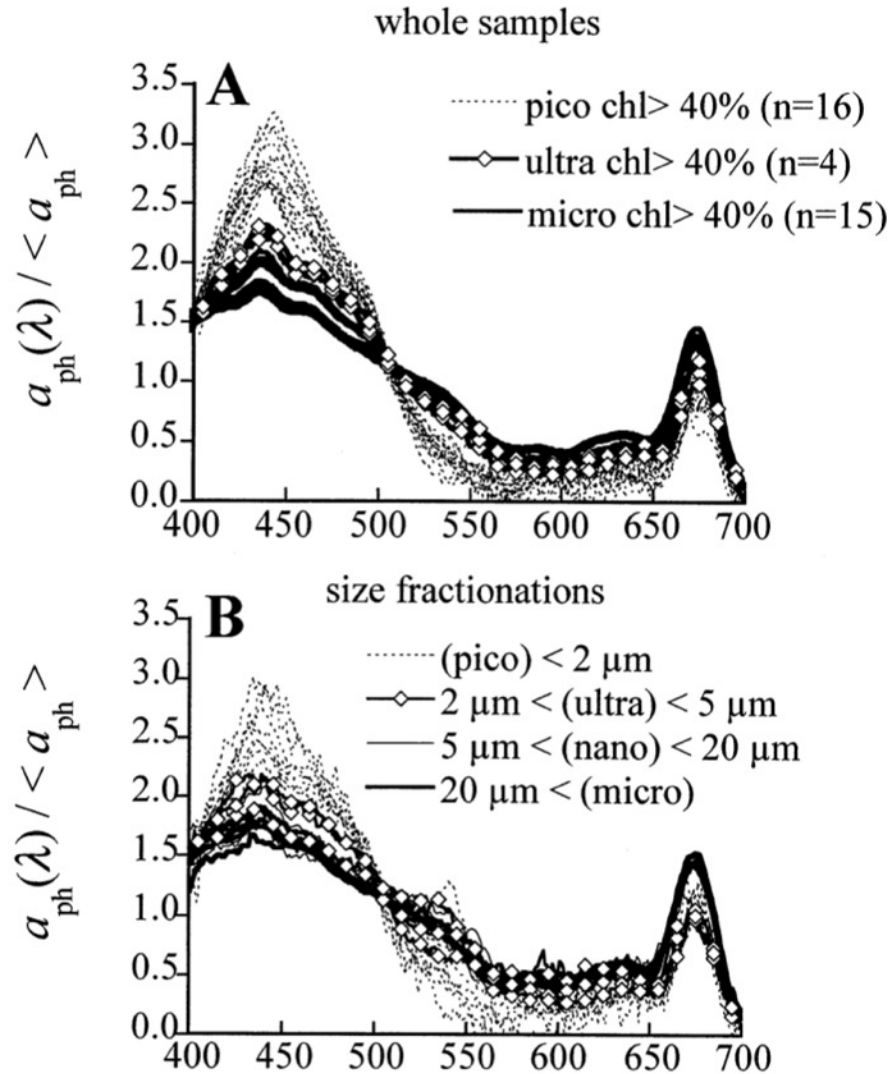 whole samples
A
3.5
3.0
2.5
2.0
1.5
1.0
0.5
0.0
a_ph(λ) / < a_ph >
pico chl> 40% (n=16)
ultra chl> 40% (n=4)
micro chl> 40% (n=15)
400 450 500 550 600 650 700
size fractionations
B
3.5
3.0
2.5
2.0
1.5
1.0
0.5
0.0
a_ph(λ) / < a_ph >
(pico) < 2 µm
2 µm < (ultra) < 5 µm
5 µm < (nano) < 20 µm
20 µm < (micro)
400 450 500 550 600 650 700